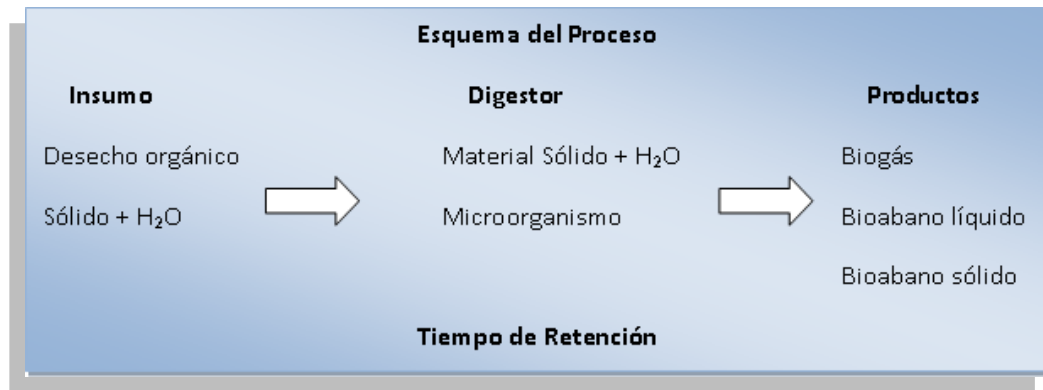 Esquema del Proceso
Insumo Digestor Productos
Desecho orgánico Material Sólido + H₂O Biogás
Sólido + H₂O Microorganismo Bioabano líquido
Bioabano sólido
Tiempo de Retención